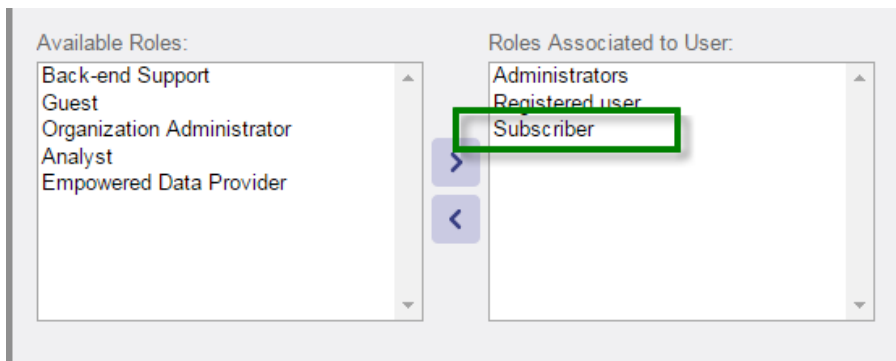 Available Roles:
Back-end Support
Guest
Organization Administrator
Analyst
Empowered Data Provider
Roles Associated to User:
Administrators
Registered user
Subscriber